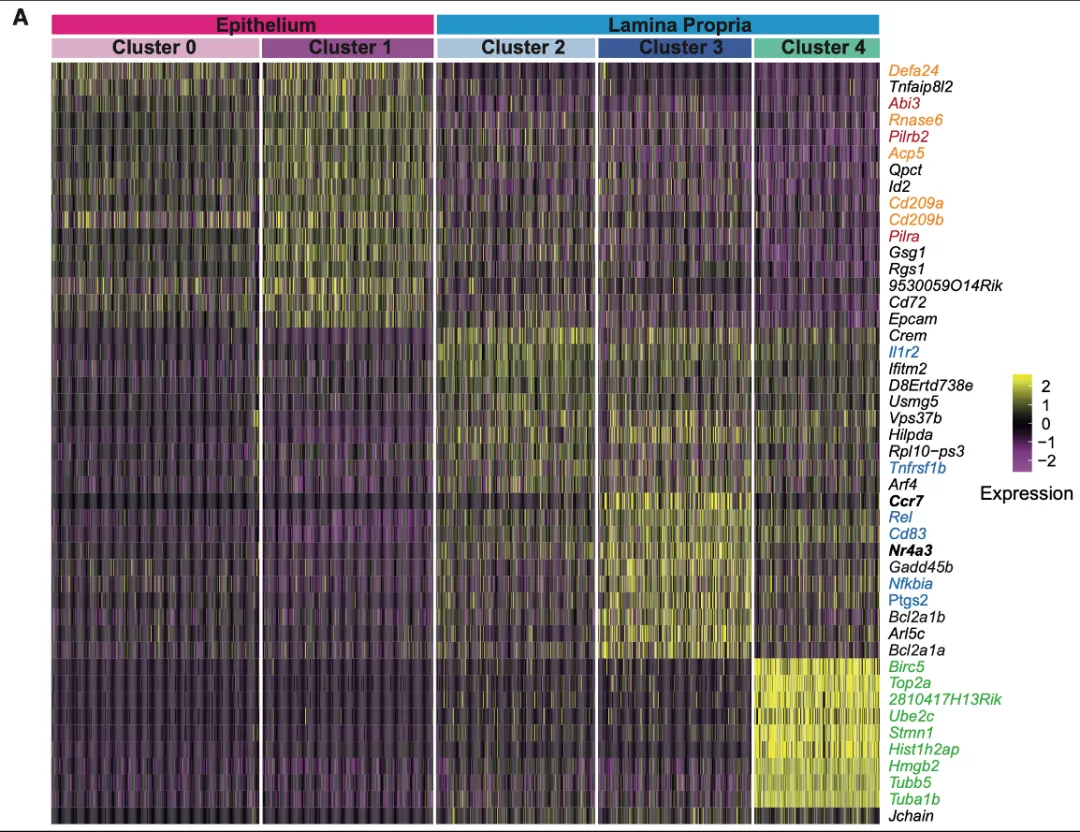 A
Epithelium
Lamina Propria
Cluster 0
Cluster 1
Cluster 2
Cluster 3
Cluster 4
Defa24
Tnfaip8l2
Abi3
Rnase6
Pilrb2
Acp5
Qpct
Id2
Cd209a
Cd209b
Pilra
Gsg1
Rgs1
9530059O14Rik
Cd72
Epcam
Crem
Il1r2
Ifitm2
D8Ertd738e
Usmg5
Vps37b
Hilpda
Rpl10−ps3
Tnfrsf1b
Arf4
Ccr7
Rel
Cd83
Nr4a3
Gadd45b
Nfkbia
Ptgs2
Bcl2a1b
Arl5c
Bcl2a1a
Birc5
Top2a
2810417H13Rik
Ube2c
Stmn1
Hist1h2ap
Hmgb2
Tubb5
Tuba1b
Jchain
2
1
0
−1
−2
Expression